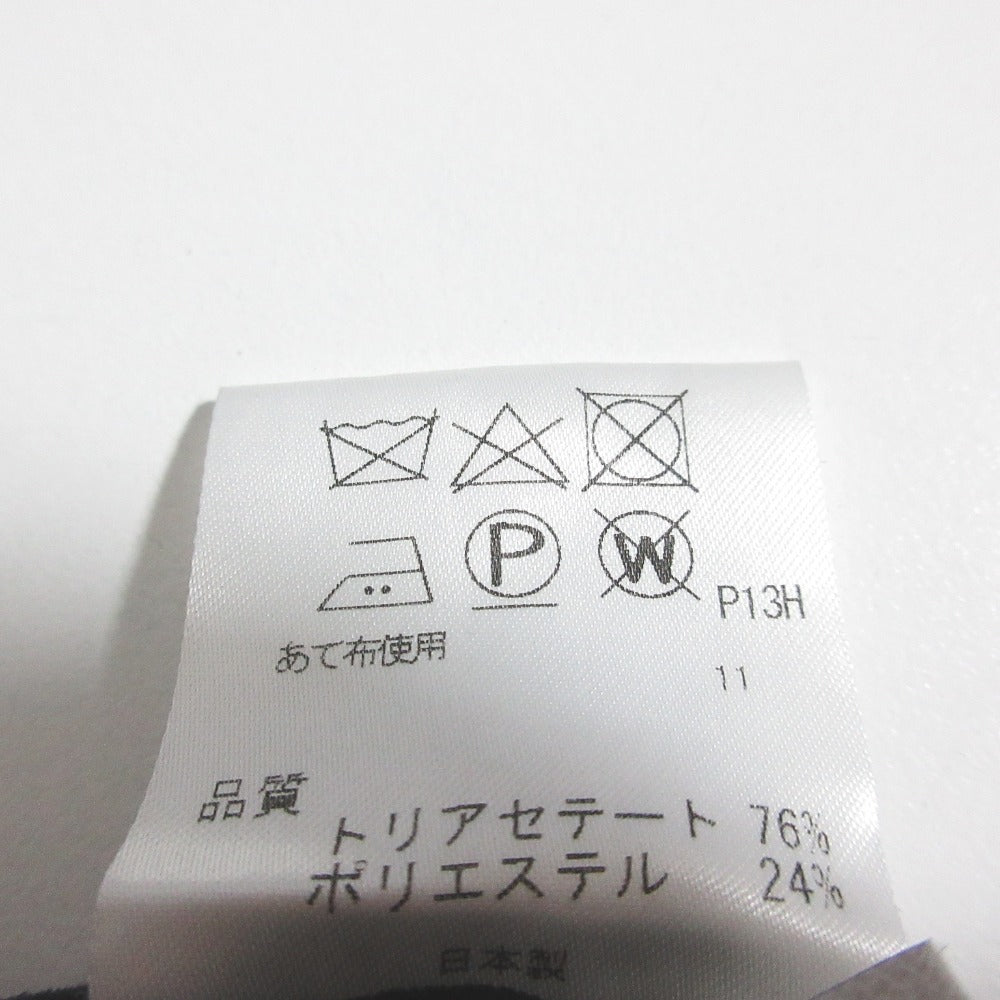 P W P13H
あて布使用
11
品質
トリアセテート 76%
ポリエステル 24%
日本製